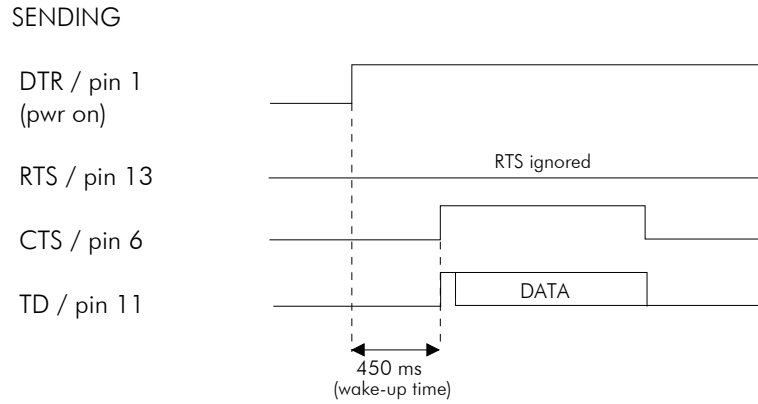 SENDING
DTR / pin 1
(pwr on)
RTS ignored
RTS / pin 13
CTS / pin 6
TD / pin 11
DATA
450 ms
(wake-up time)